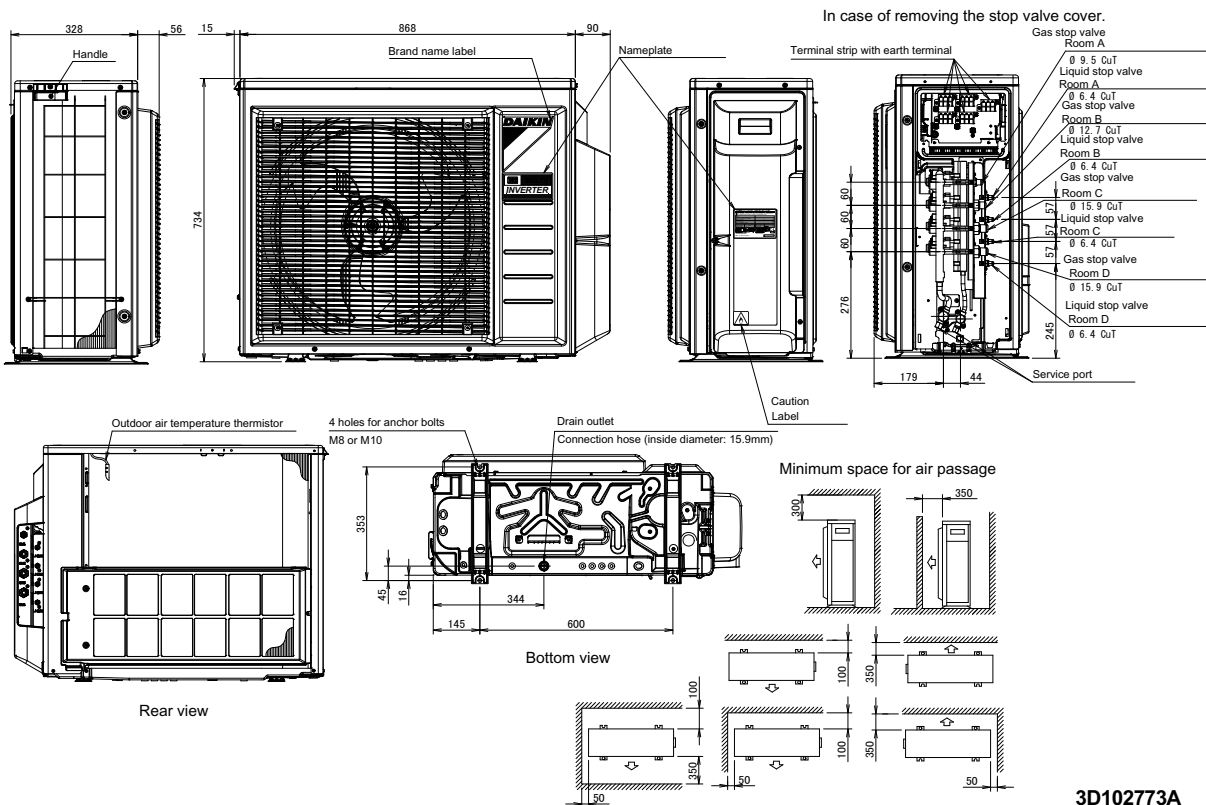 In case of removing the stop valve cover.
328
56
15
868
90
Handle
Brand name label
Nameplate
Terminal strip with earth terminal
Gas stop valve
Room A
Ø 9.5 CuT
Liquid stop valve
Room A
Ø 6.4 CuT
Gas stop valve
Room B
Ø 12.7 CuT
Liquid stop valve
Room B
Ø 6.4 CuT
Gas stop valve
Room C
Ø 15.9 CuT
Liquid stop valve
Room C
Ø 6.4 CuT
Gas stop valve
Room D
Ø 15.9 CuT
Liquid stop valve
Room D
Ø 6.4 CuT
DAIKIN
INVERTER
734
60
60
60
276
57
57
57
245
179
44
Service port
Caution
Label
Outdoor air temperature thermistor
4 holes for anchor bolts
M8 or M10
Drain outlet
Connection hose (inside diameter: 15.9mm)
353
45
16
344
145
600
Bottom view
Rear view
Minimum space for air passage
300
350
100
350
100
350
50
100
50
350
50
3D102773A